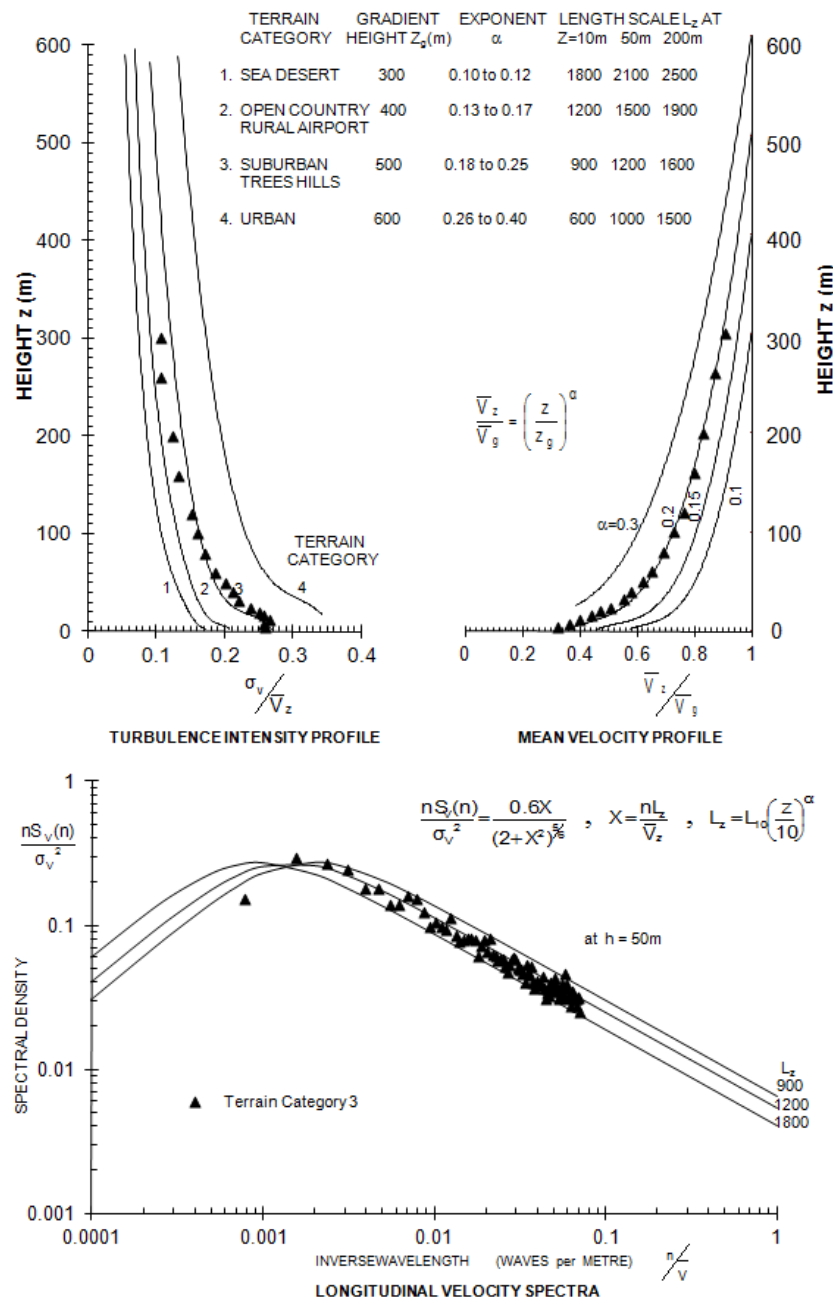 TERRAIN GRADIENT EXPONENT LENGTH SCALE Lz AT
CATEGORY HEIGHT Zg(m) α Z=10m 50m 200m
1. SEA DESERT 300 0.10 to 0.12 1800 2100 2500
2. OPEN COUNTRY 400 0.13 to 0.17 1200 1500 1900
RURAL AIRPORT
3. SUBURBAN 500 0.18 to 0.25 900 1200 1600
TREES HILLS
4. URBAN 600 0.26 to 0.40 600 1000 1500
600
500
400
300
200
100
0
HEIGHT z (m)
0 0.1 0.2 0.3 0.4
TERRAIN
CATEGORY
1 2 3 4
σv/V̅z
TURBULENCE INTENSITY PROFILE
V̅z/V̅g = (z/zg)^α
α=0.3
0.2
0.15
0.1
600
500
400
300
200
100
0
HEIGHT z (m)
0.0 0.2 0.4 0.6 0.8 1
V̅z/V̅g
MEAN VELOCITY PROFILE
nSv(n)/σv²
1
0.1
0.01
0.001
SPECTRAL DENSITY
nSv(n)/σv² = 0.6X/(2+X²)^5/6 , X = nLz/V̅z , Lz = L10(z/10)^α
at h = 50m
Lz
900
1200
1800
▲ Terrain Category 3
0.0001 0.001 0.01 0.1 1
INVERSEWAVELENGTH (WAVES per METRE) n/V
LONGITUDINAL VELOCITY SPECTRA